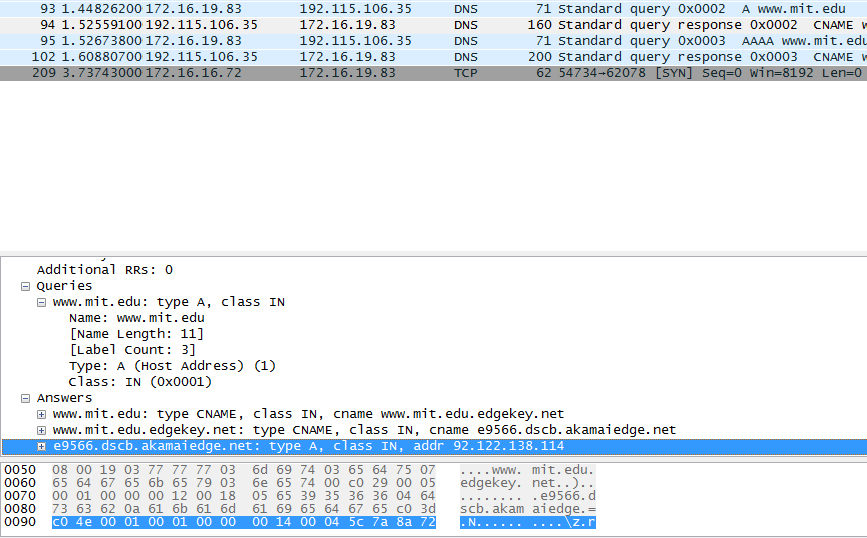 93 1.44826200 172.16.19.83 192.115.106.35 DNS 71 Standard query 0x0002 A www.mit.edu
94 1.52559100 192.115.106.35 172.16.19.83 DNS 160 Standard query response 0x0002 CNAME w
95 1.52673800 172.16.19.83 192.115.106.35 DNS 71 Standard query 0x0003 AAAA www.mit.edu
102 1.60880700 192.115.106.35 172.16.19.83 DNS 200 Standard query response 0x0003 CNAME w
209 3.73743000 172.16.16.72 172.16.19.83 TCP 62 54734→62078 [SYN] Seq=0 Win=8192 Len=0
Additional RRs: 0
Queries
www.mit.edu: type A, class IN
Name: www.mit.edu
[Name Length: 11]
[Label Count: 3]
Type: A (Host Address) (1)
Class: IN (0x0001)
Answers
www.mit.edu: type CNAME, class IN, cname www.mit.edu.edgekey.net
www.mit.edu.edgekey.net: type CNAME, class IN, cname e9566.dscb.akamaiedge.net
e9566.dscb.akamaiedge.net: type A, class IN, addr 92.122.138.114
0050 08 00 19 03 77 77 77 03 6d 69 74 03 65 64 75 07 ....www. mit.edu.
0060 65 64 67 65 6b 65 79 03 6e 65 74 00 c0 29 00 05 edgekey. net..)..
0070 00 01 00 00 00 12 00 18 05 65 39 35 36 36 04 64 ........ .e9566.d
0080 73 63 62 0a 61 6b 61 6d 61 69 65 64 67 65 c0 3d scb.akam aiedge.=
0090 c0 4e 00 01 00 01 00 00 00 14 00 04 5c 7a 8a 72 .N...... ....\z.r